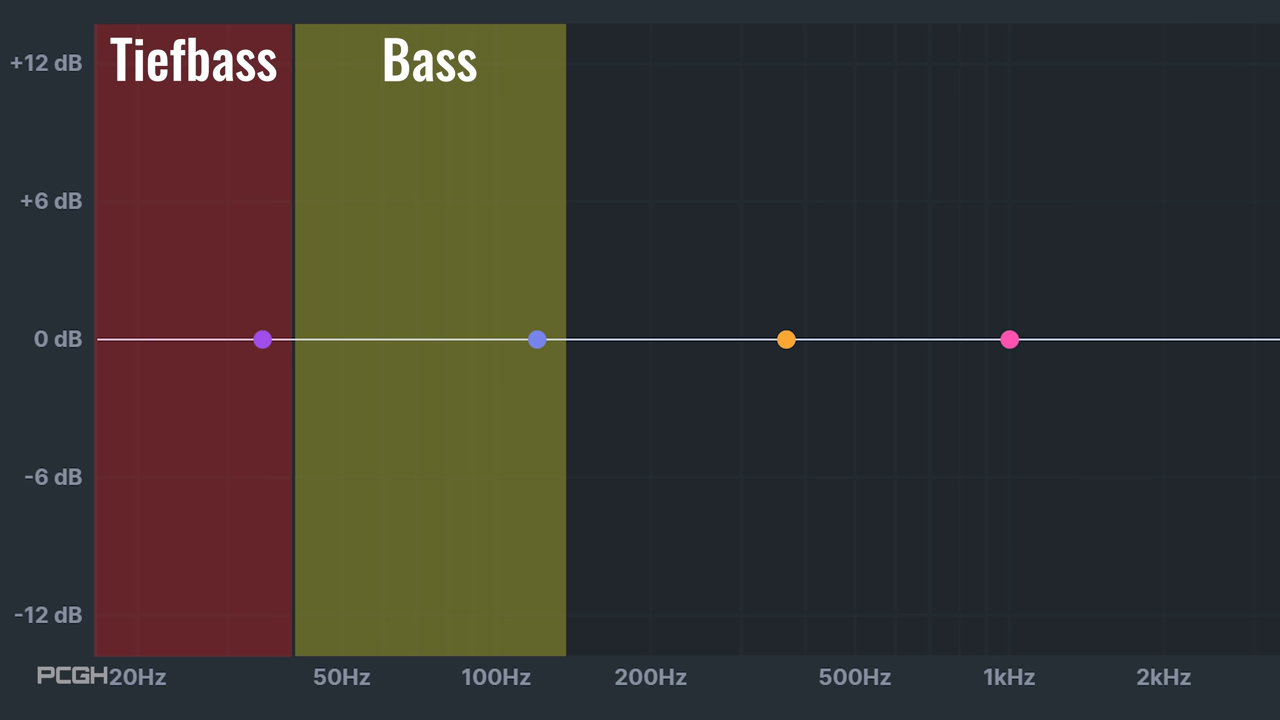 Tiefbass Bass
+12 dB
+6 dB
0 dB
-6 dB
-12 dB
PCGH 20Hz 50Hz 100Hz 200Hz 500Hz 1kHz 2kHz